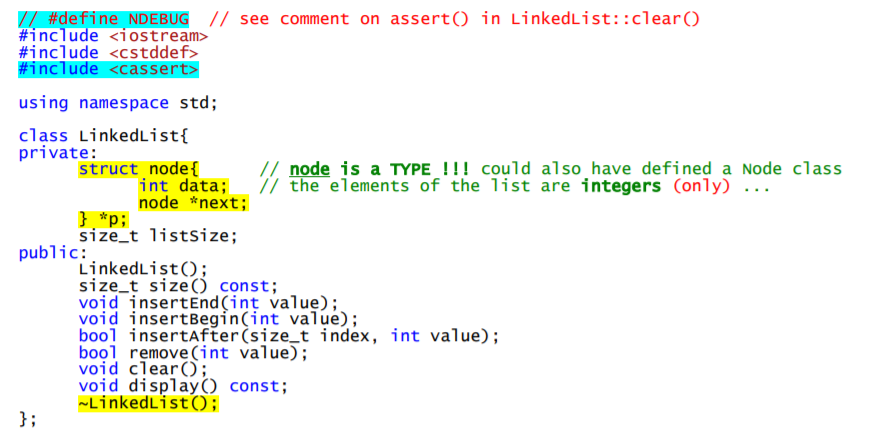 // #define NDEBUG  // see comment on assert() in LinkedList::clear()
#include <iostream>
#include <cstddef>
#include <cassert>

using namespace std;

class LinkedList{
private:
      struct node{      // node is a TYPE !!! could also have defined a Node class
            int data;   // the elements of the list are integers (only) ...
            node *next;
      } *p;
      size_t listSize;
public:
      LinkedList();
      size_t size() const;
      void insertEnd(int value);
      void insertBegin(int value);
      bool insertAfter(size_t index, int value);
      bool remove(int value);
      void clear();
      void display() const;
      ~LinkedList();
};